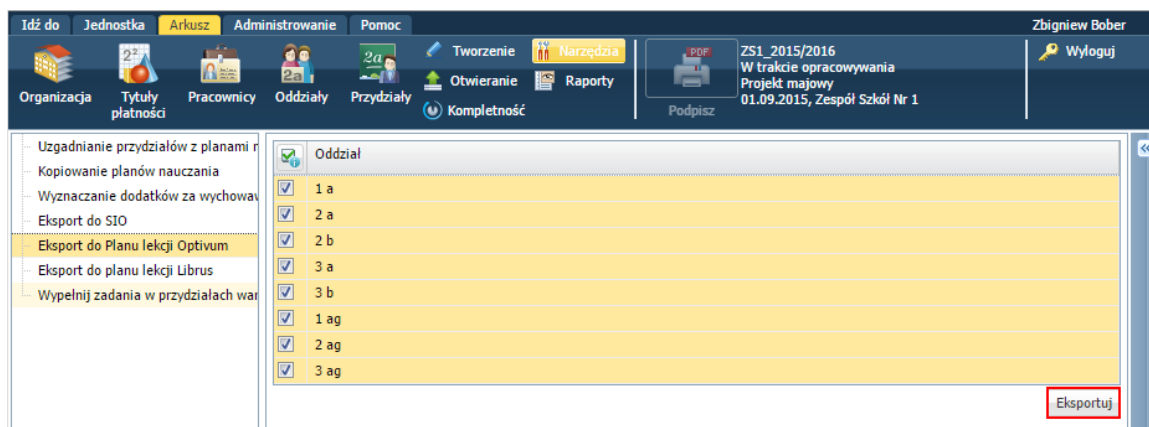 Idź do Jednostka Arkusz Administrowanie Pomoc Zbigniew Bober
Organizacja
Tytuły
płatności
Pracownicy
2a
Oddziały
2a
Przydziały
Tworzenie Narzędzia
Otwieranie Raporty
Kompletność
PDF
Podpisz
ZS1_2015/2016
W trakcie opracowywania
Projekt majowy
01.09.2015, Zespół Szkół Nr 1
Wyloguj
Uzgadnianie przydziałów z planami r
Kopiowanie planów nauczania
Wyznaczanie dodatków za wychowaw
Eksport do SIO
Eksport do Planu lekcji Optivum
Eksport do planu lekcji Librus
Wypełnij zadania w przydziałach war
Oddział
1 a
2 a
2 b
3 a
3 b
1 ag
2 ag
3 ag
Eksportuj